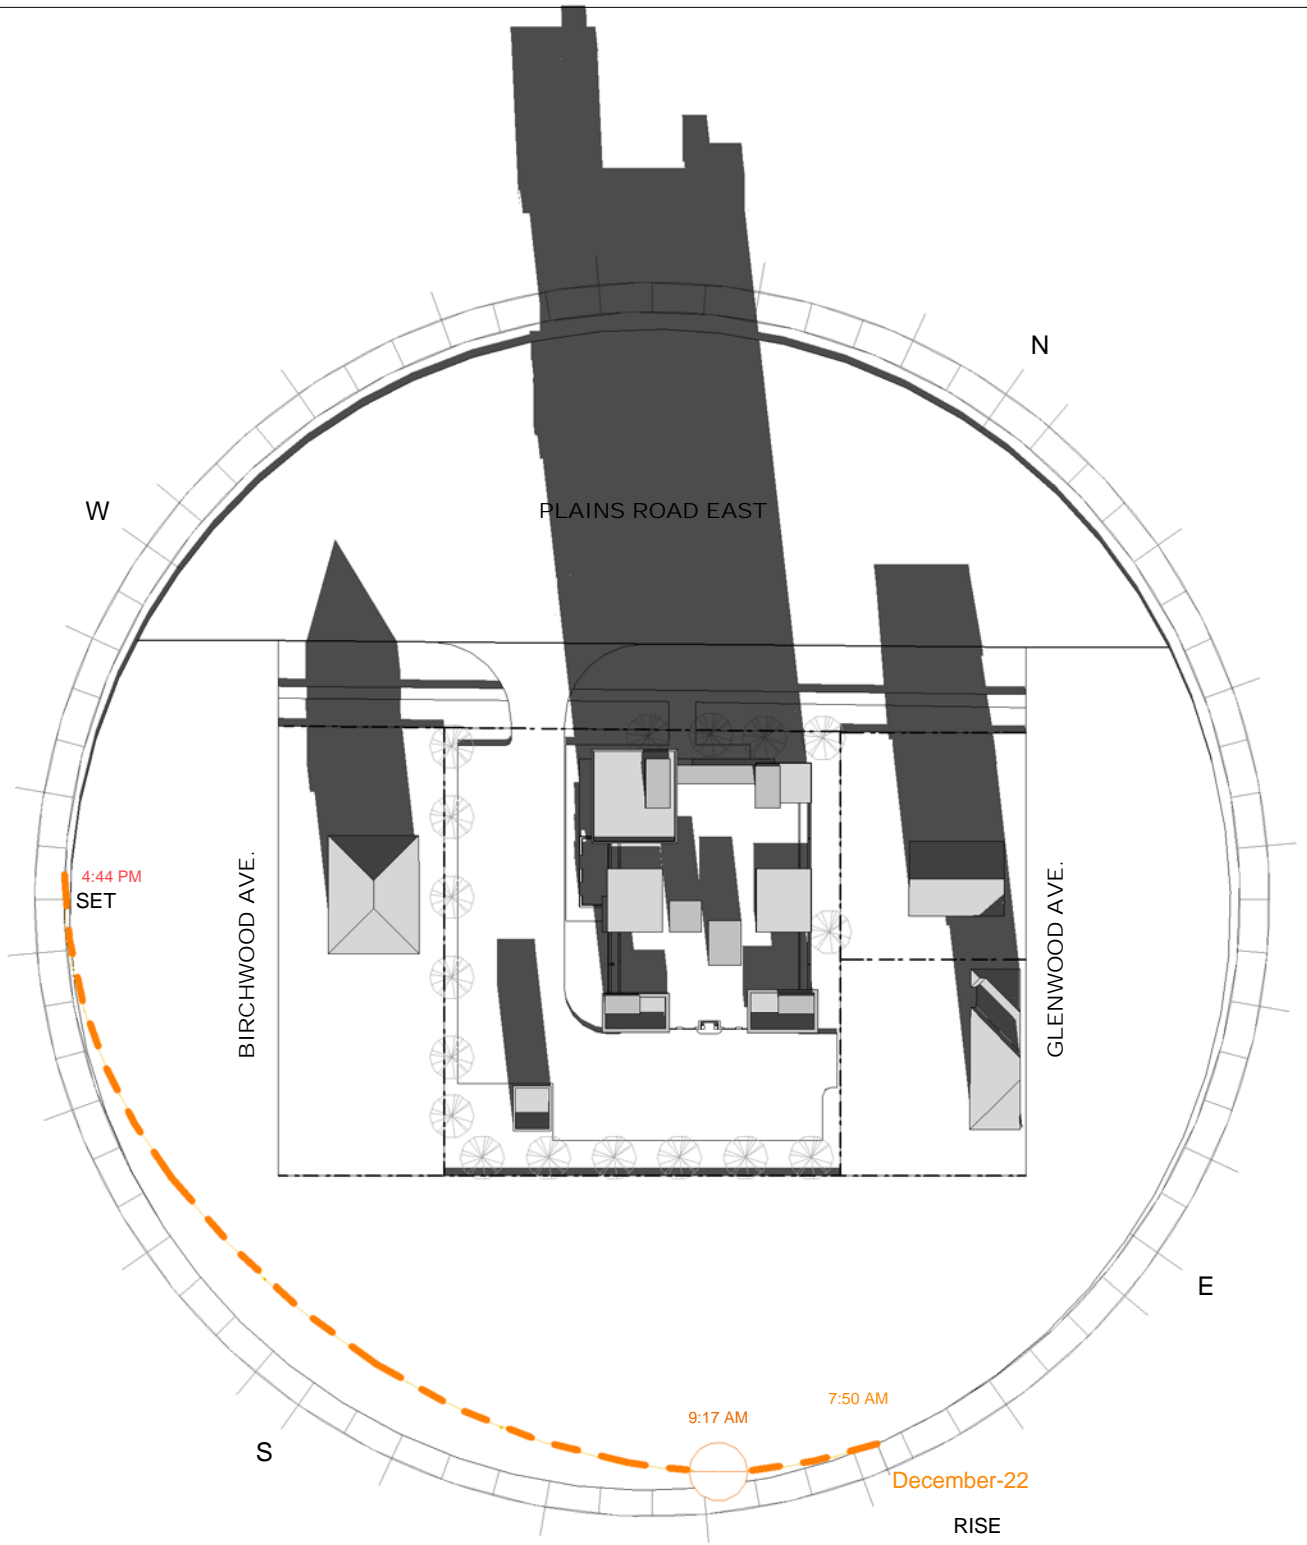 N
W
PLAINS ROAD EAST
4:44 PM
SET
BIRCHWOOD AVE.
GLENWOOD AVE.
E
7:50 AM
9:17 AM
S
December-22
RISE